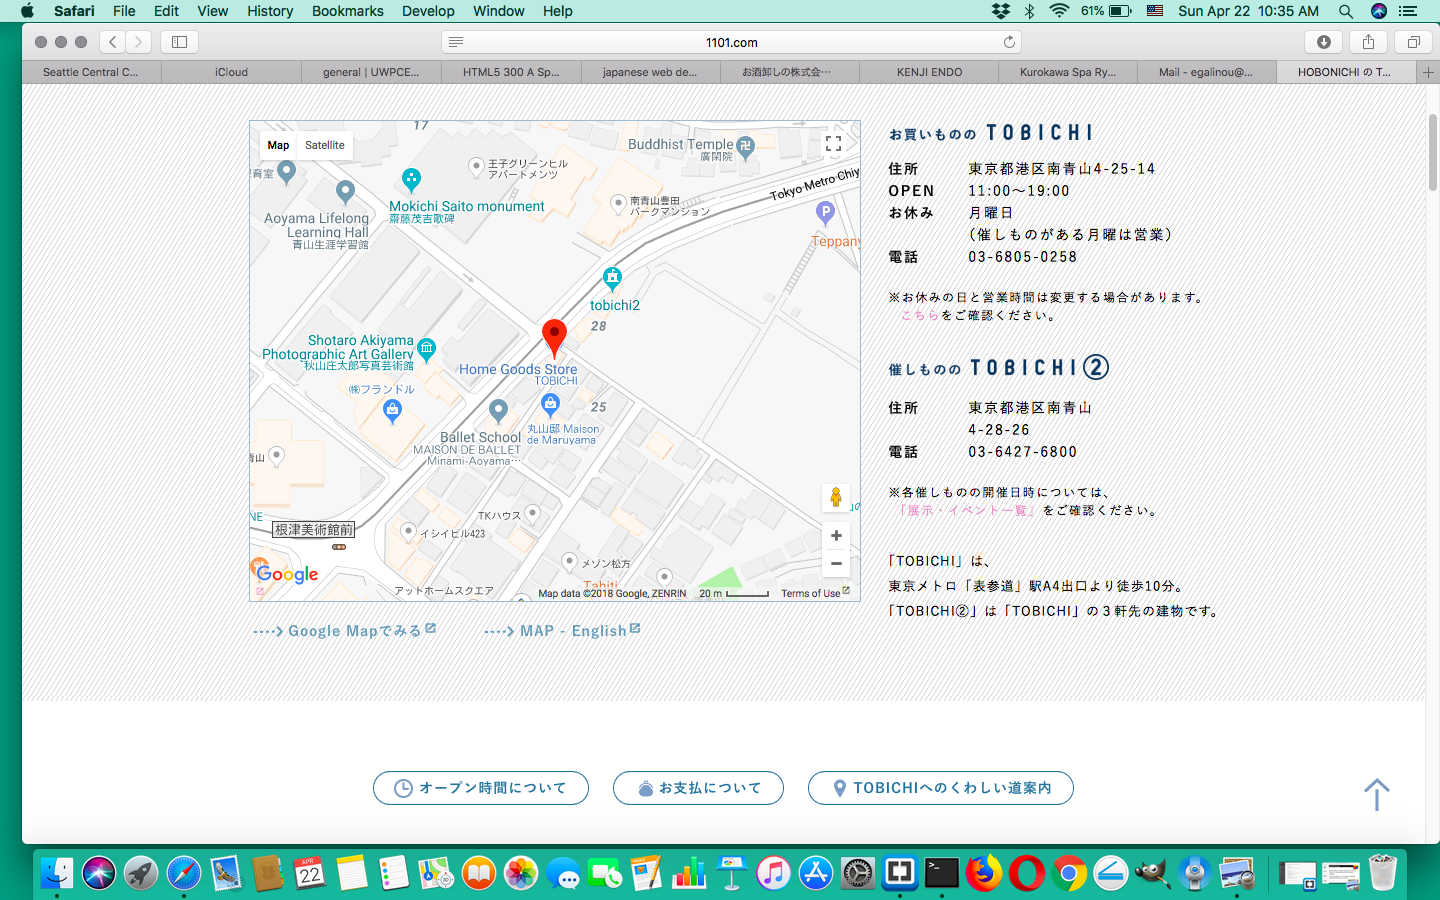 Safari File Edit View History Bookmarks Develop Window Help
61% Sun Apr 22 10:35 AM
1101.com
Seattle Central C...
iCloud
general | UWPCE...
HTML5 300 A Sp...
japanese web de...
お酒卸しの株式会…
KENJI ENDO
Kurokawa Spa Ry...
Mail - egalinou@...
HOBONICHI の T...
Map Satellite
17
Buddhist Temple
廣閑院
王子グリーンヒル
アパートメンツ
育室
Mokichi Saito monument
齋藤茂吉歌碑
南青山豊田
パークマンション
Tokyo Metro Chiy
Aoyama Lifelong
Learning Hall
青山生涯学習館
P
Teppany
tobichi2
28
Shotaro Akiyama
Photographic Art Gallery
秋山庄太郎写真芸術館
Home Goods Store
TOBICHI
㈱フランドル
25
丸山邸 Maison
de Maruyama
Ballet School
MAISON DE BALLET
Minami-Aoyama…
青山
TKハウス
NE
根津美術館前
イシイビル423
メゾン松方
Tahiti
アットホームスクエア
Google
Map data ©2018 Google, ZENRIN 20 m Terms of Use
----> Google Mapでみる
----> MAP - English
お買いものの TOBICHI
住所 東京都港区南青山4-25-14
OPEN 11:00〜19:00
お休み 月曜日
(催しものがある月曜は営業)
電話 03-6805-0258
※お休みの日と営業時間は変更する場合があります。
こちらをご確認ください。
催しものの TOBICHI②
住所 東京都港区南青山
4-28-26
電話 03-6427-6800
※各催しものの開催日時については、
「展示・イベント一覧」をご確認ください。
「TOBICHI」は、
東京メトロ「表参道」駅A4出口より徒歩10分。
「TOBICHI②」は「TOBICHI」の３軒先の建物です。
オープン時間について
お支払について
TOBICHIへのくわしい道案内
APR
22